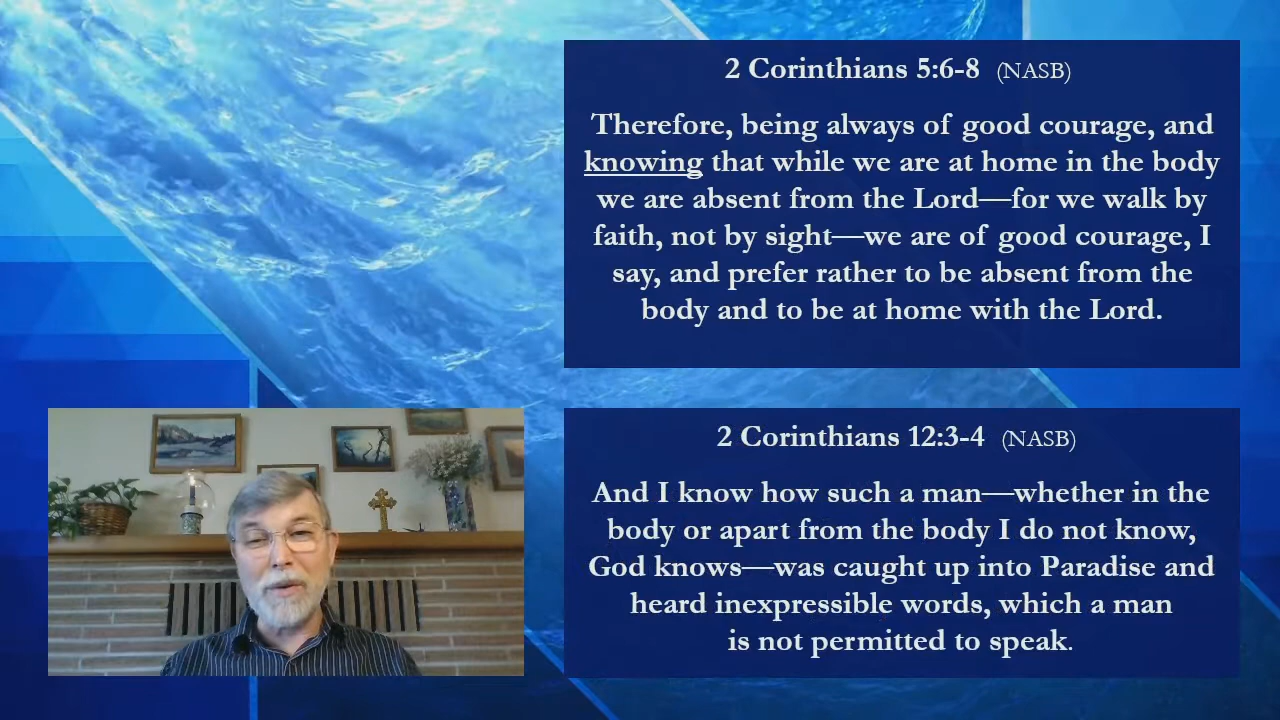 2 Corinthians 5:6-8 (NASB)
Therefore, being always of good courage, and
knowing that while we are at home in the body
we are absent from the Lord—for we walk by
faith, not by sight—we are of good courage, I
say, and prefer rather to be absent from the
body and to be at home with the Lord.
2 Corinthians 12:3-4 (NASB)
And I know how such a man—whether in the
body or apart from the body I do not know,
God knows—was caught up into Paradise and
heard inexpressible words, which a man
is not permitted to speak.